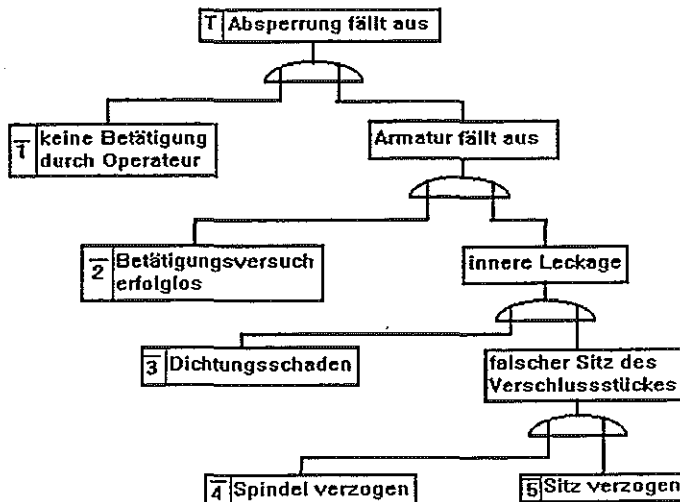 T Absperrung fällt aus
1 keine Betätigung
durch Operateur
Armatur fällt aus
2 Betätigungsversuch
erfolglos
innere Leckage
3 Dichtungsschaden
falscher Sitz des
Verschlussstückes
4 Spindel verzogen
5 Sitz verzogen